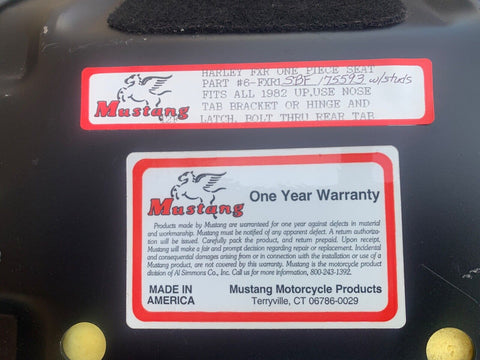 HARLEY FXR ONE PIECE SEAT
PART #6-FXR1SBF 175593 w/studs
FITS ALL 1982 UP,USE NOSE
TAB BRACKET OR HINGE AND
LATCH. BOLT THRU REAR TAB
Mustang
Mustang
One Year Warranty
Products made by Mustang are warranteed for one year against defects in material
and workmanship. Mustang must be notified of any apparent defect. A return authoriza-
tion will be issued. Carefully pack the product, and return prepaid. Upon receipt,
Mustang will make a fair and prompt decision regarding repair or replacement. Incidental
and consequential damages arising from or in connection with the installation or use of a
Mustang product, are not covered by this warranty. Mustang is the motorcycle product
division of Al Simmons Co., Inc. Call us for more information, 800-243-1392.
MADE IN
AMERICA
Mustang Motorcycle Products
Terryville, CT 06786-0029